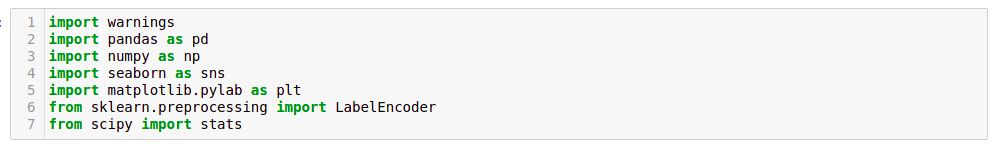 1 import warnings
2 import pandas as pd
3 import numpy as np
4 import seaborn as sns
5 import matplotlib.pylab as plt
6 from sklearn.preprocessing import LabelEncoder
7 from scipy import stats